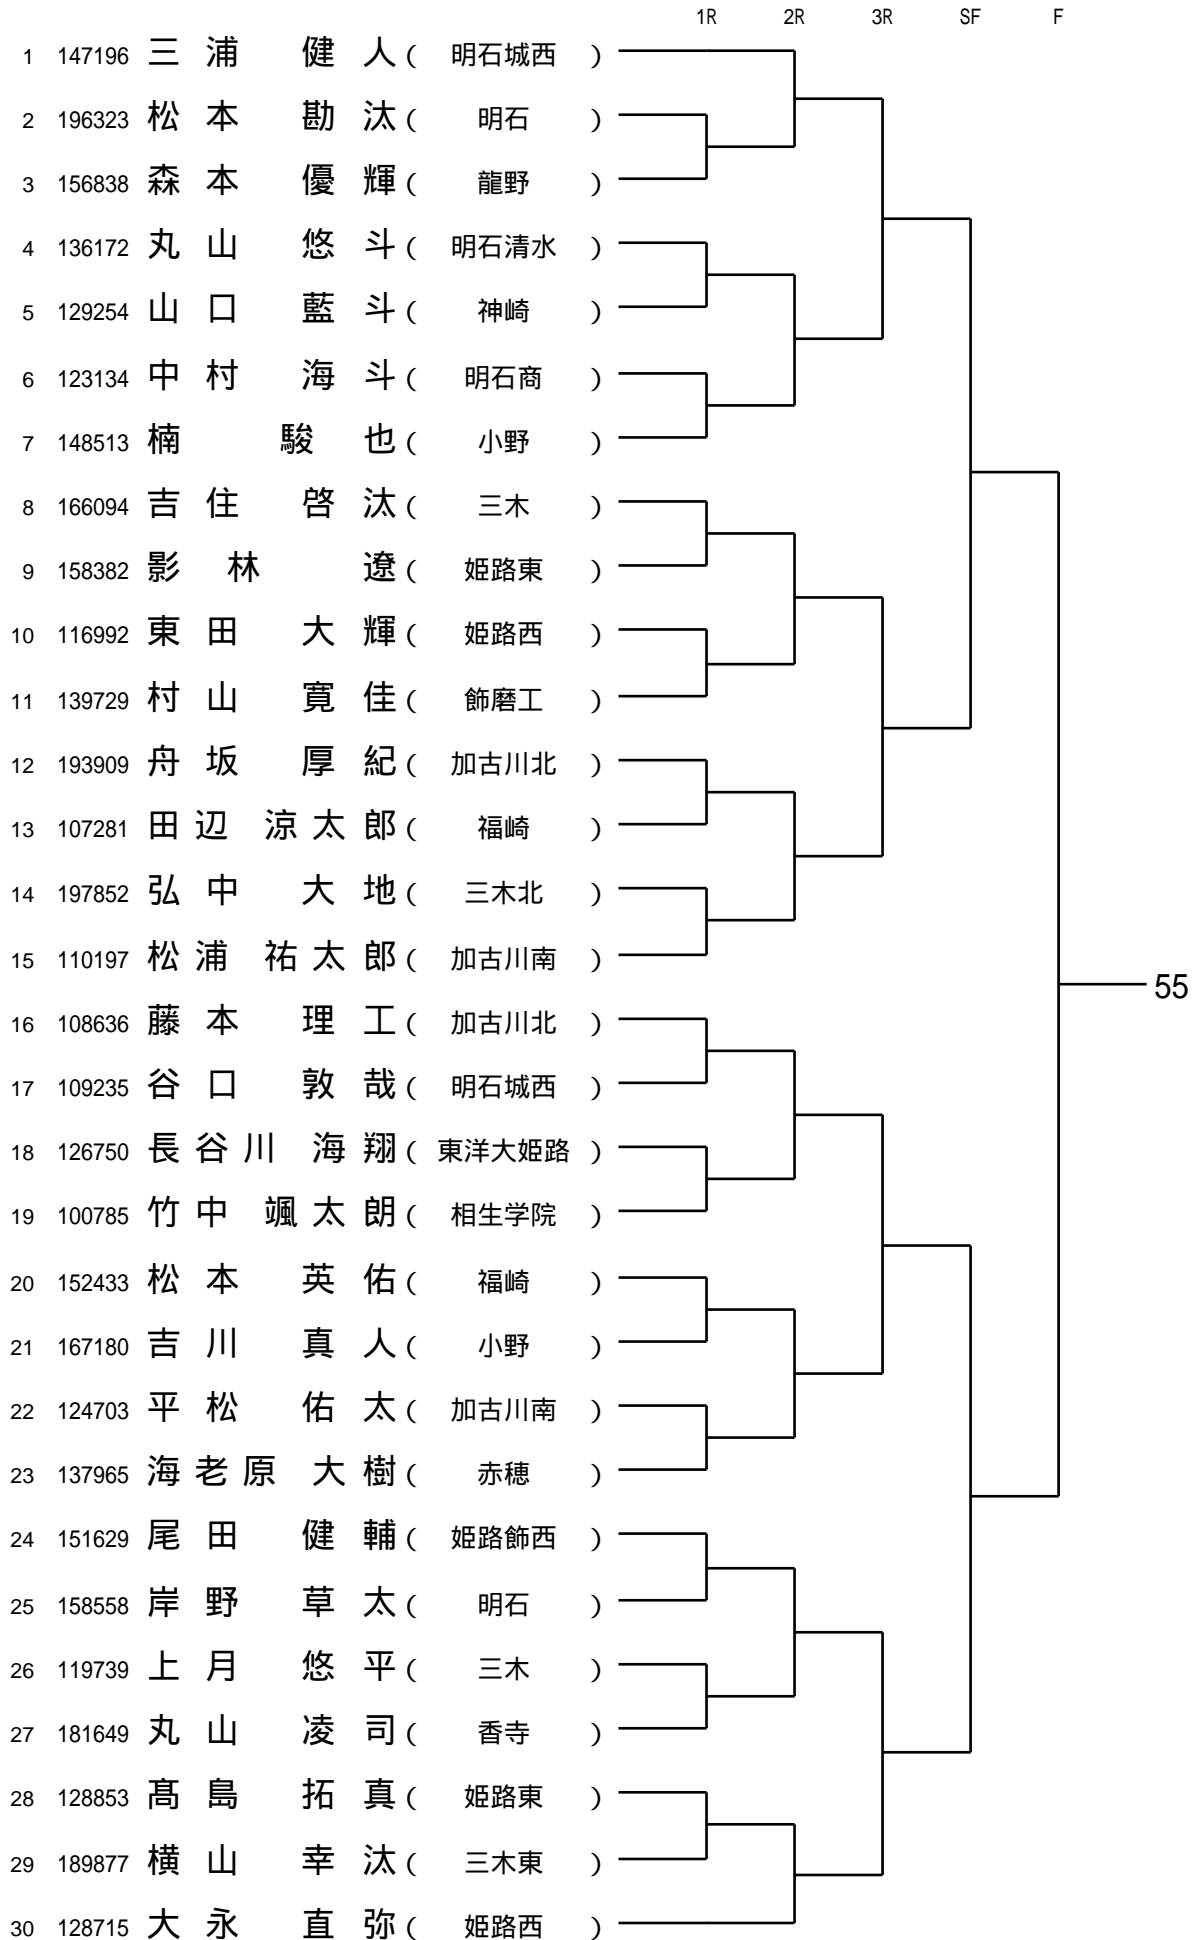 1R 2R 3R SF F
1 147196 三浦 健人 ( 明石城西 )
2 196323 松本 勘汰 ( 明石 )
3 156838 森本 優輝 ( 龍野 )
4 136172 丸山 悠斗 ( 明石清水 )
5 129254 山口 藍斗 ( 神崎 )
6 123134 中村 海斗 ( 明石商 )
7 148513 楠 駿也 ( 小野 )
8 166094 吉住 啓汰 ( 三木 )
9 158382 影林 遼 ( 姫路東 )
10 116992 東田 大輝 ( 姫路西 )
11 139729 村山 寛佳 ( 飾磨工 )
12 193909 舟坂 厚紀 ( 加古川北 )
13 107281 田辺 涼太郎 ( 福崎 )
14 197852 弘中 大地 ( 三木北 )
15 110197 松浦 祐太郎 ( 加古川南 )
55
16 108636 藤本 理工 ( 加古川北 )
17 109235 谷口 敦哉 ( 明石城西 )
18 126750 長谷川 海翔 ( 東洋大姫路 )
19 100785 竹中 颯太朗 ( 相生学院 )
20 152433 松本 英佑 ( 福崎 )
21 167180 吉川 真人 ( 小野 )
22 124703 平松 佑太 ( 加古川南 )
23 137965 海老原 大樹 ( 赤穂 )
24 151629 尾田 健輔 ( 姫路飾西 )
25 158558 岸野 草太 ( 明石 )
26 119739 上月 悠平 ( 三木 )
27 181649 丸山 凌司 ( 香寺 )
28 128853 髙島 拓真 ( 姫路東 )
29 189877 横山 幸汰 ( 三木東 )
30 128715 大永 直弥 ( 姫路西 )